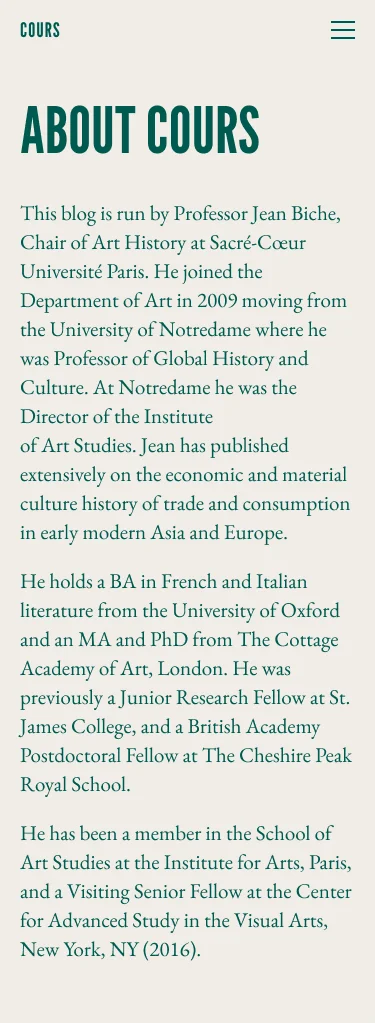 COURS
ABOUT COURS
This blog is run by Professor Jean Biche,
Chair of Art History at Sacré-Cœur
Université Paris. He joined the
Department of Art in 2009 moving from
the University of Notredame where he
was Professor of Global History and
Culture. At Notredame he was the
Director of the Institute
of Art Studies. Jean has published
extensively on the economic and material
culture history of trade and consumption
in early modern Asia and Europe.
He holds a BA in French and Italian
literature from the University of Oxford
and an MA and PhD from The Cottage
Academy of Art, London. He was
previously a Junior Research Fellow at St.
James College, and a British Academy
Postdoctoral Fellow at The Cheshire Peak
Royal School.
He has been a member in the School of
Art Studies at the Institute for Arts, Paris,
and a Visiting Senior Fellow at the Center
for Advanced Study in the Visual Arts,
New York, NY (2016).